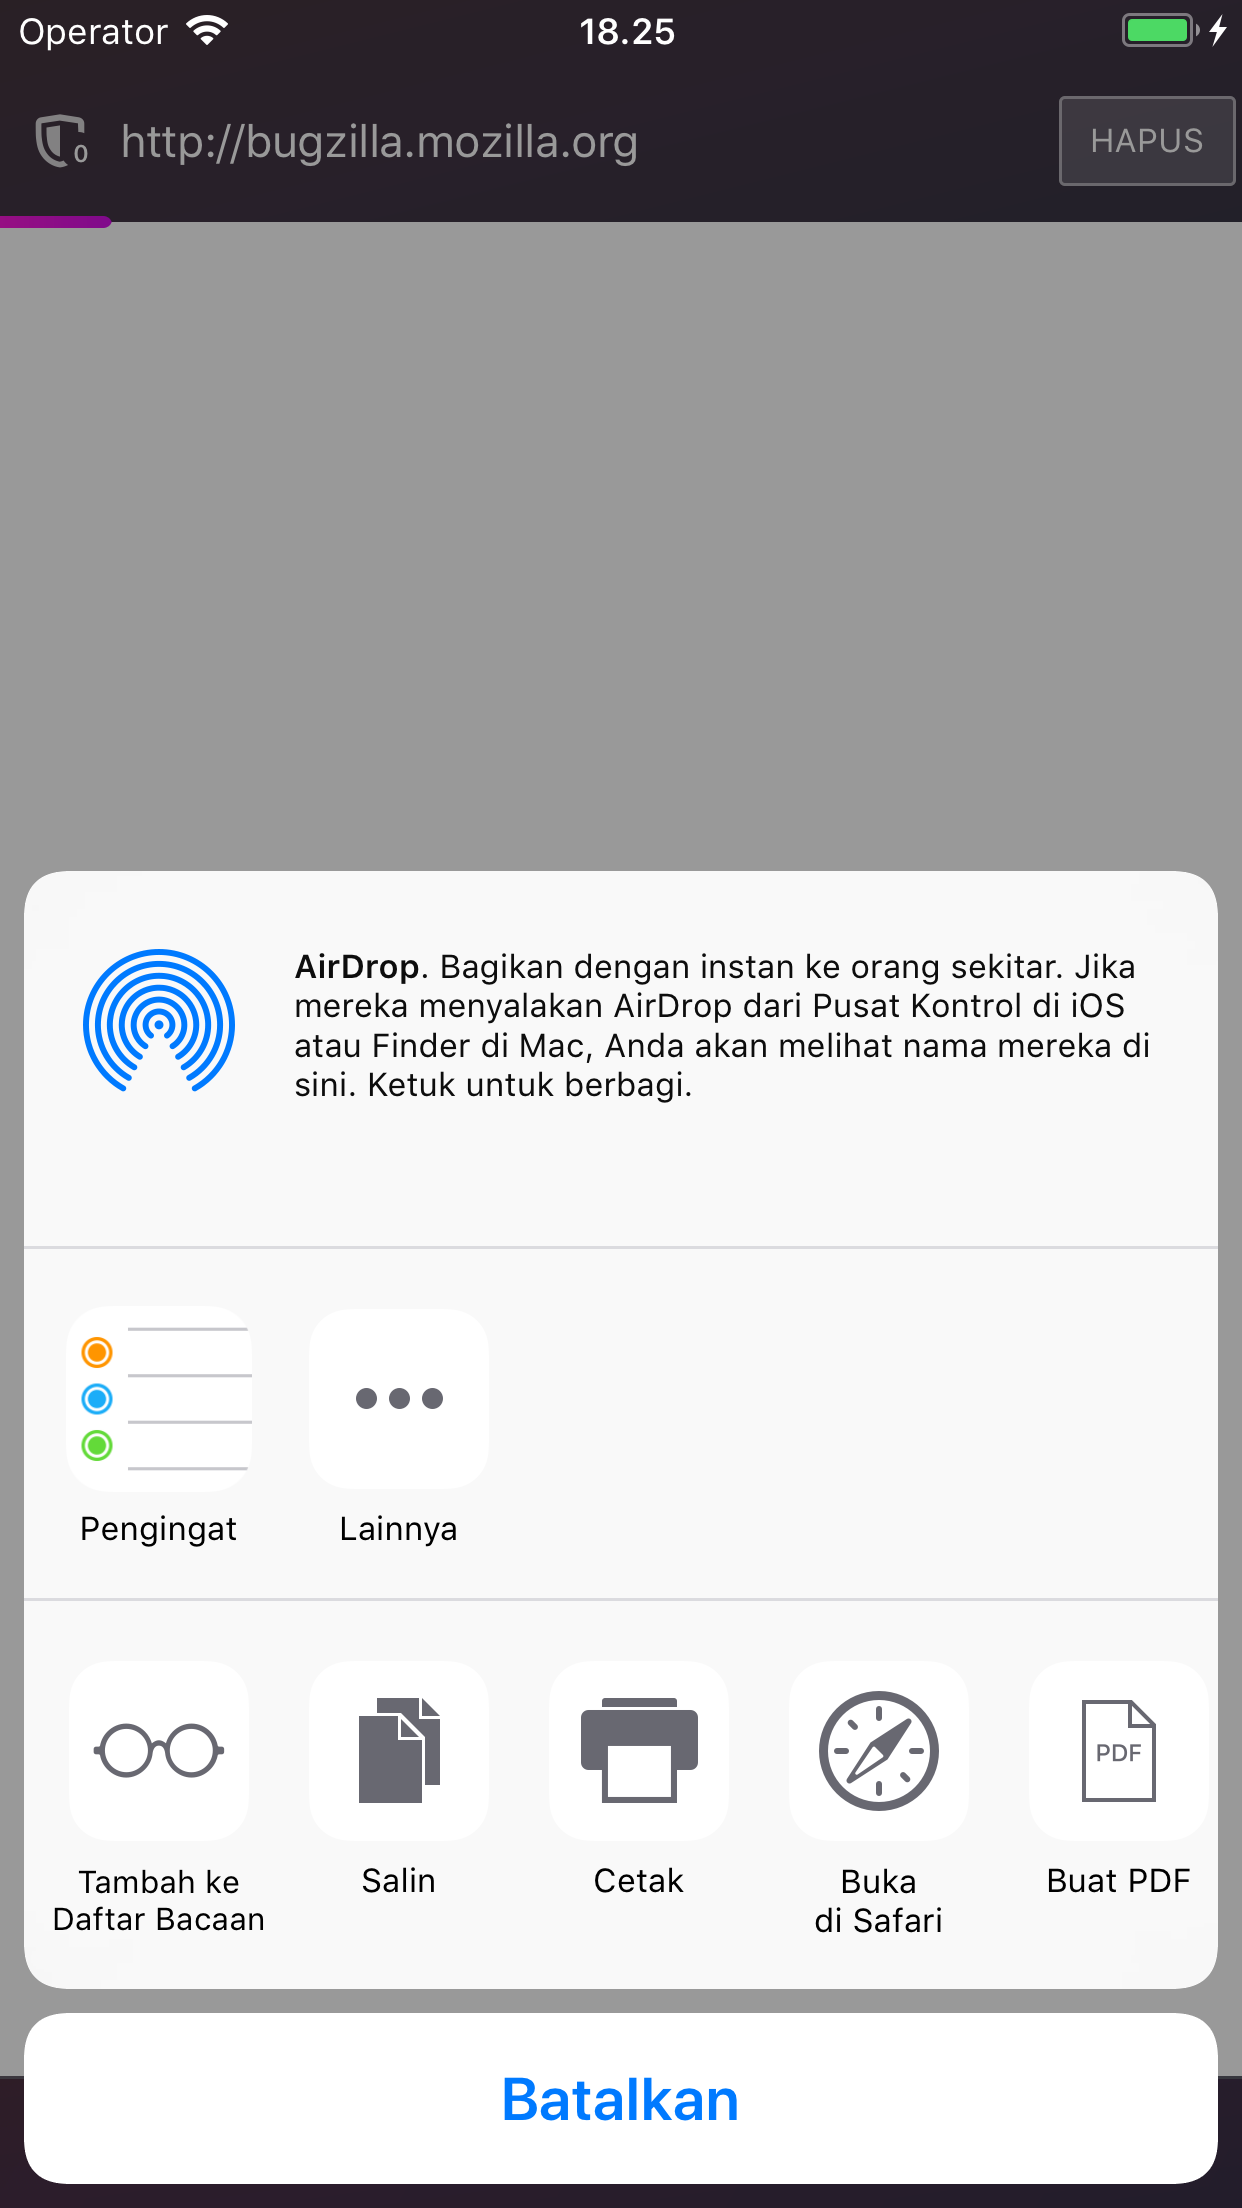 Operator
18.25
0
http://bugzilla.mozilla.org
HAPUS
AirDrop. Bagikan dengan instan ke orang sekitar. Jika
mereka menyalakan AirDrop dari Pusat Kontrol di iOS
atau Finder di Mac, Anda akan melihat nama mereka di
sini. Ketuk untuk berbagi.
Pengingat
Lainnya
Tambah ke
Daftar Bacaan
Salin
Cetak
Buka
di Safari
PDF
Buat PDF
Batalkan